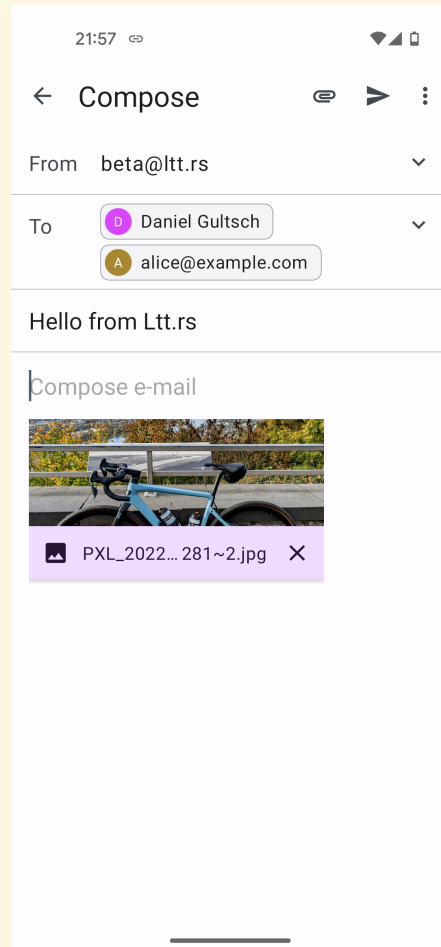 21:57
Compose
From beta@ltt.rs
To D Daniel Gultsch
A alice@example.com
Hello from Ltt.rs
Compose e-mail
PXL_2022… 281~2.jpg